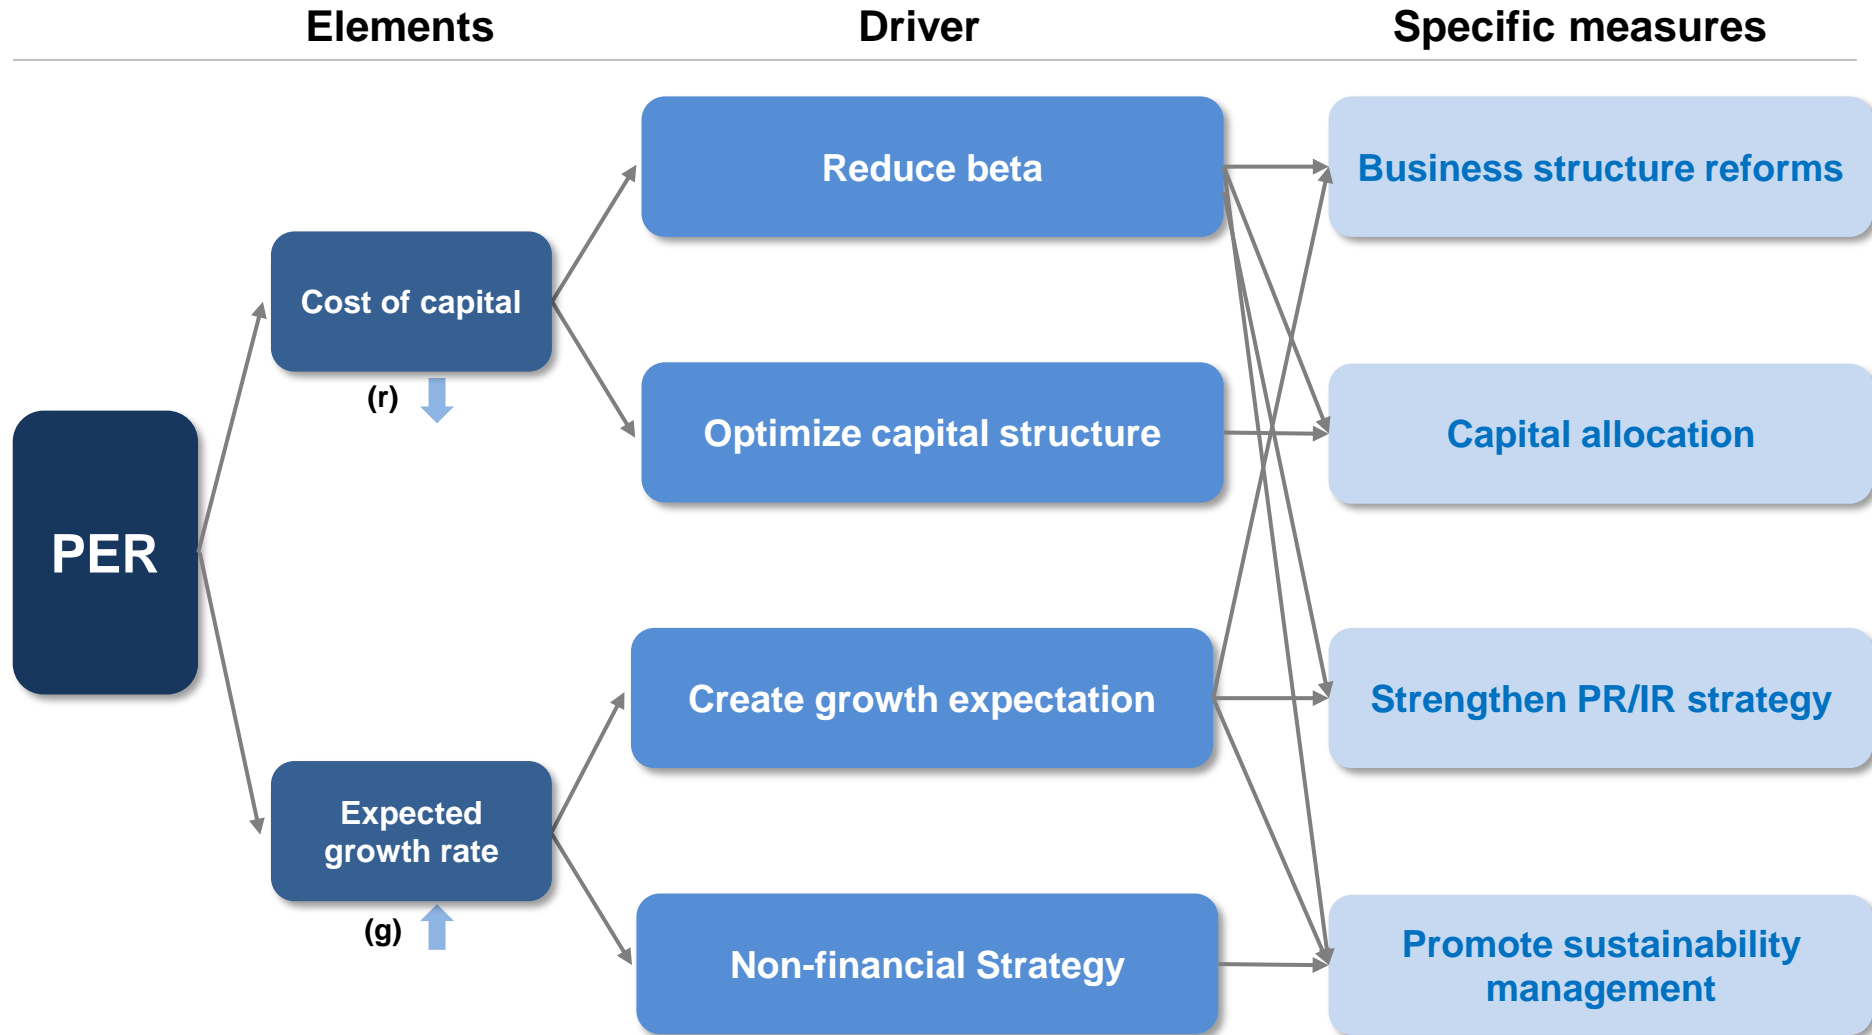 Elements
Driver
Specific measures
PER
Cost of capital
(r)
Expected
growth rate
(g)
Reduce beta
Optimize capital structure
Create growth expectation
Non-financial Strategy
Business structure reforms
Capital allocation
Strengthen PR/IR strategy
Promote sustainability
management